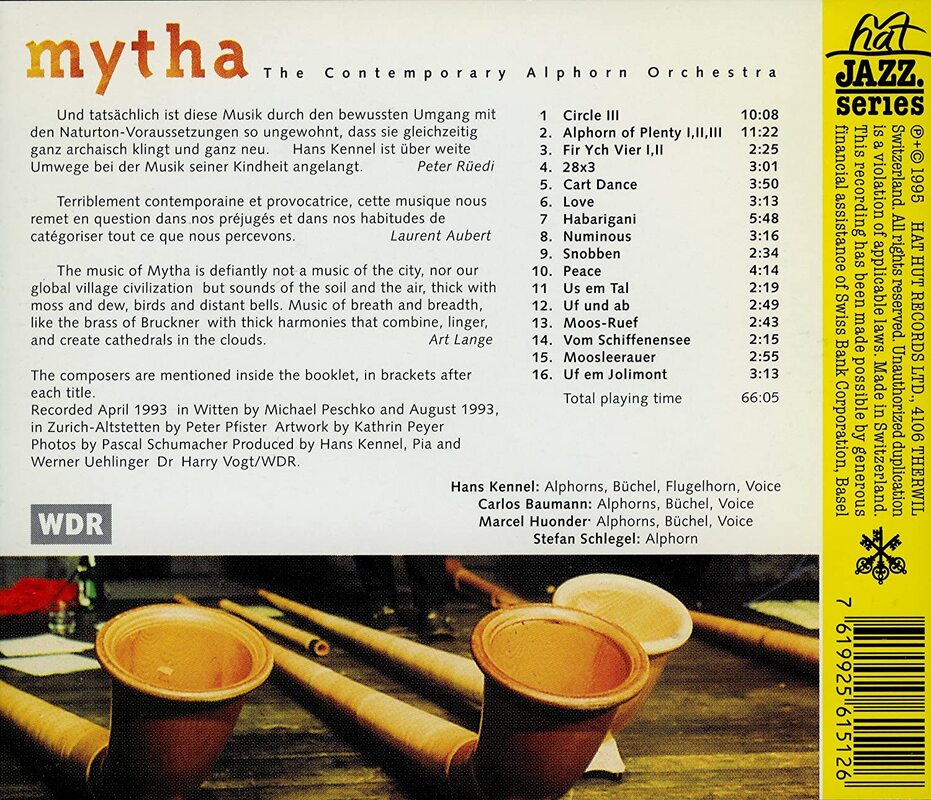 mytha The Contemporary Alphorn Orchestra
Und tatsächlich ist diese Musik durch den bewussten Umgang mit
den Naturton-Voraussetzungen so ungewohnt, dass sie gleichzeitig
ganz archaisch klingt und ganz neu. Hans Kennel ist über weite
Umwege bei der Musik seiner Kindheit angelangt. Peter Rüedi
Terriblement contemporaine et provocatrice, cette musique nous
remet en question dans nos préjugés et dans nos habitudes de
catégoriser tout ce que nous percevons. Laurent Aubert
The music of Mytha is defiantly not a music of the city, nor our
global village civilization but sounds of the soil and the air, thick with
moss and dew, birds and distant bells. Music of breath and breadth,
like the brass of Bruckner with thick harmonies that combine, linger,
and create cathedrals in the clouds. Art Lange
The composers are mentioned inside the booklet, in brackets after
each title.
Recorded April 1993 in Witten by Michael Peschko and August 1993,
in Zurich-Altstetten by Peter Pfister Artwork by Kathrin Peyer
Photos by Pascal Schumacher Produced by Hans Kennel, Pia and
Werner Uehlinger Dr Harry Vogt/WDR.
WDR
1 Circle III 10:08
2. Alphorn of Plenty I,II,III 11:22
3. Fir Ych Vier I,II 2:25
4. 28x3 3:01
5. Cart Dance 3:50
6. Love 3:13
7 Habarigani 5:48
8. Numinous 3:16
9. Snobben 2:34
10. Peace 4:14
11 Us em Tal 2:19
12. Uf und ab 2:49
13. Moos-Ruef 2:43
14. Vom Schiffenensee 2:15
15. Moosleerauer 2:55
16. Uf em Jolimont 3:13
Total playing time 66:05
Hans Kennel: Alphorns, Büchel, Flugelhorn, Voice
Carlos Baumann: Alphorns, Büchel, Voice
Marcel Huonder· Alphorns, Büchel, Voice
Stefan Schlegel: Alphorn
hat
JAZZ.
series
℗+© 1995 HAT HUT RECORDS LTD., 4106 THERWIL
Switzerland. All rights reserved. Unauthorized duplication
is a violation of applicable laws. Made in Switzerland.
This recording has been made possible by generous
financial assistance of Swiss Bank Corporation, Basel
7 619925 615126